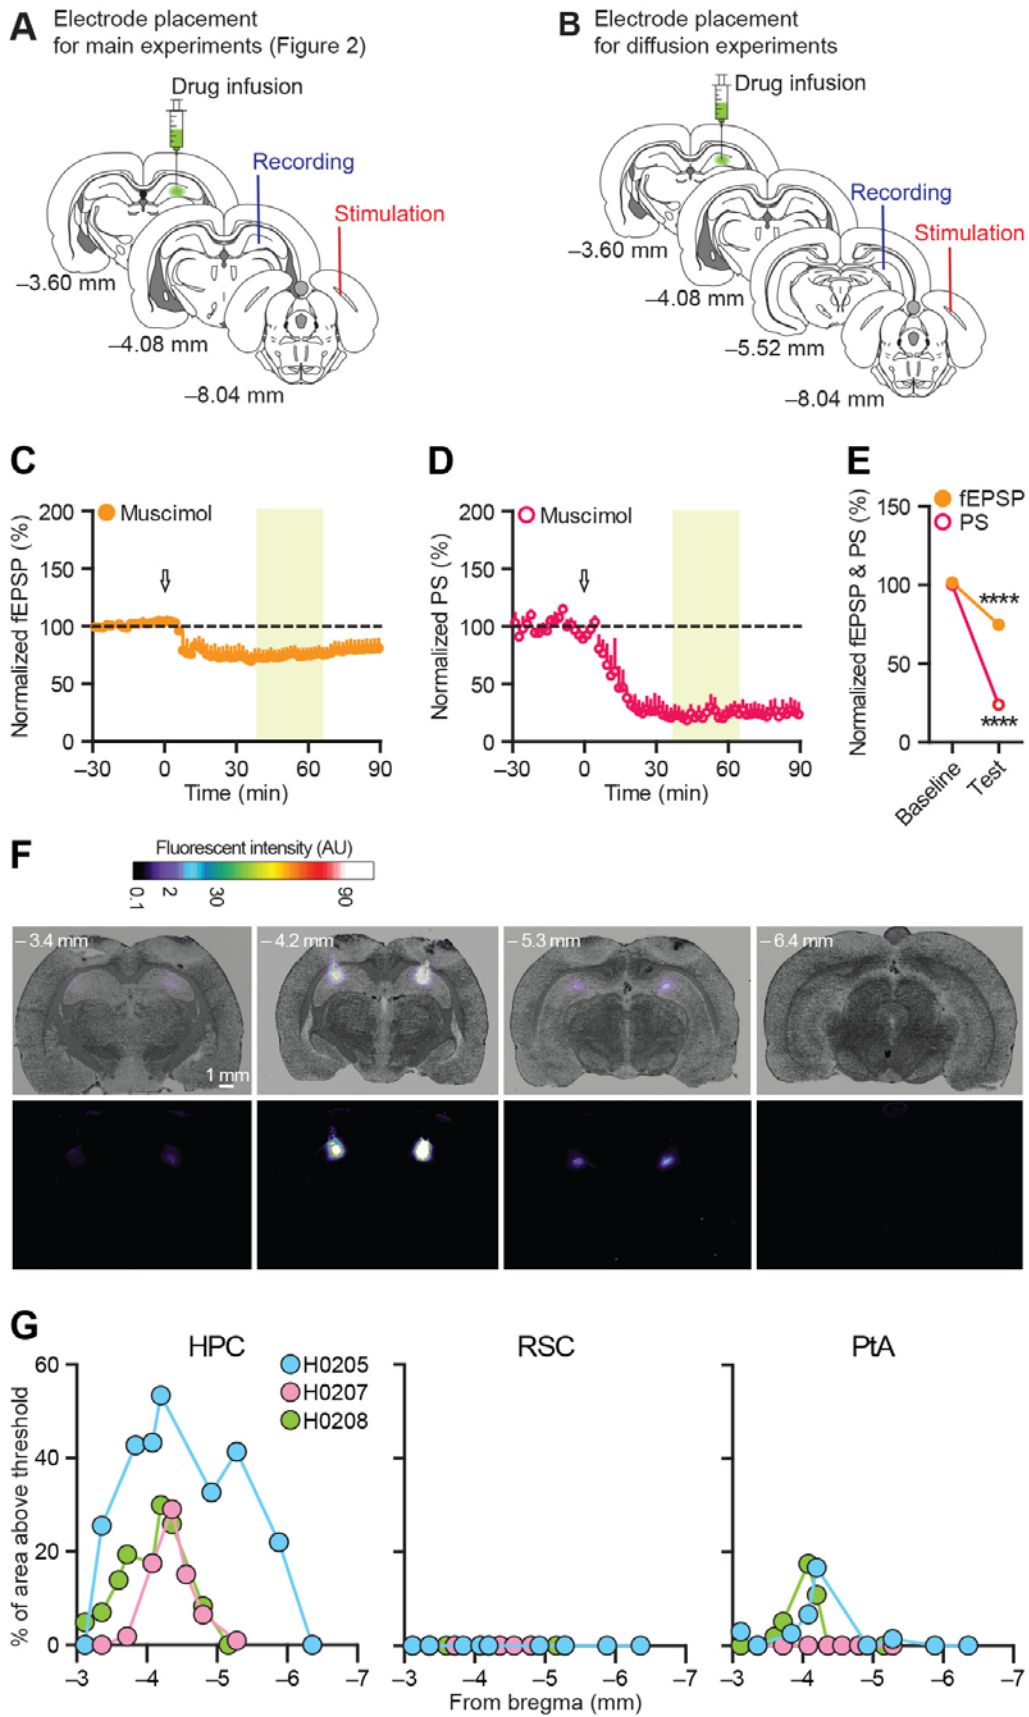 A Electrode placement
for main experiments (Figure 2)
Drug infusion
Recording
Stimulation
–3.60 mm
–4.08 mm
–8.04 mm
B Electrode placement
for diffusion experiments
Drug infusion
Recording
Stimulation
–3.60 mm
–4.08 mm
–5.52 mm
–8.04 mm
C
Normalized fEPSP (%)
200
150
100
50
0
Muscimol
–30 0 30 60 90
Time (min)
D
Normalized PS (%)
200
150
100
50
0
Muscimol
–30 0 30 60 90
Time (min)
E
Normalized fEPSP & PS (%)
150
100
50
0
fEPSP
PS
****
****
Baseline
Test
F
Fluorescent intensity (AU)
0.1 2 30 90
–3.4 mm
1 mm
–4.2 mm
–5.3 mm
–6.4 mm
G
HPC
% of area above threshold
60
40
20
0
H0205
H0207
H0208
–3 –4 –5 –6 –7
RSC
–3 –4 –5 –6 –7
PtA
–3 –4 –5 –6 –7
From bregma (mm)